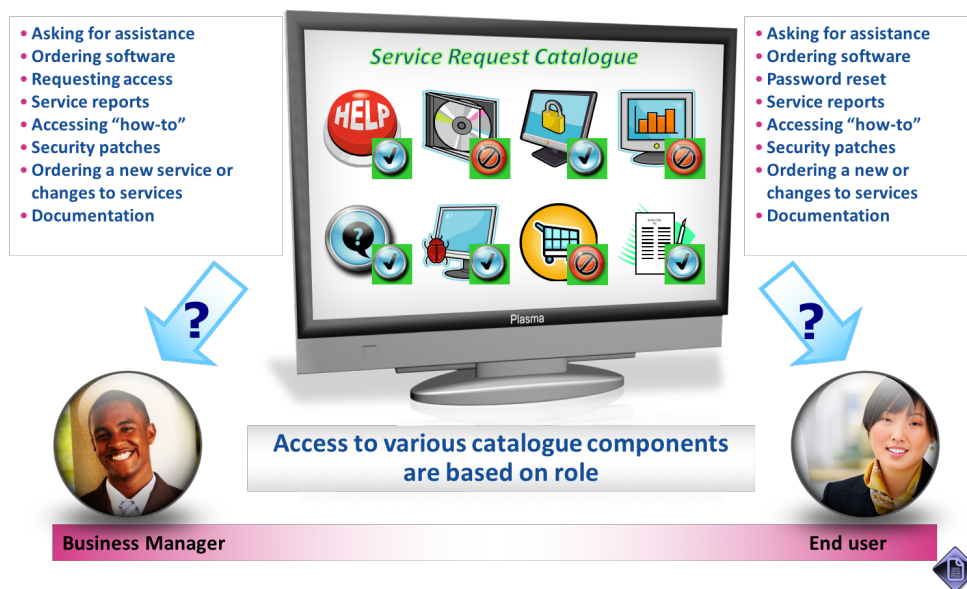 • Asking for assistance
• Ordering software
• Requesting access
• Service reports
• Accessing “how-to”
• Security patches
• Ordering a new service or
changes to services
• Documentation
Service Request Catalogue
HELP
?
Plasma
• Asking for assistance
• Ordering software
• Password reset
• Service reports
• Accessing “how-to”
• Security patches
• Ordering a new or
changes to services
• Documentation
?
?
Access to various catalogue components
are based on role
Business Manager
End user